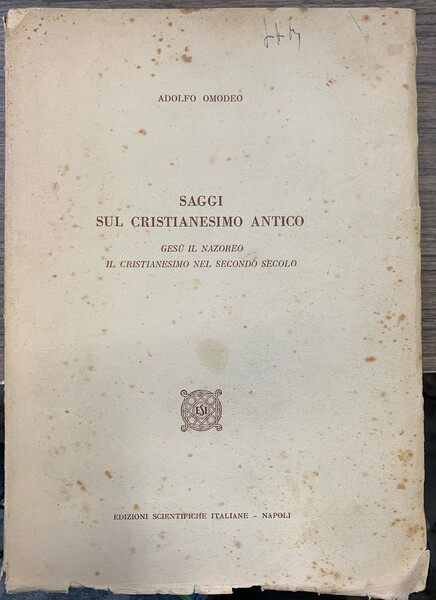 ADOLFO OMODEO
SAGGI
SUL CRISTIANESIMO ANTICO
GESÙ IL NAZOREO
IL CRISTIANESIMO NEL SECONDO SECOLO
ESI
EDIZIONI SCIENTIFICHE ITALIANE - NAPOLI